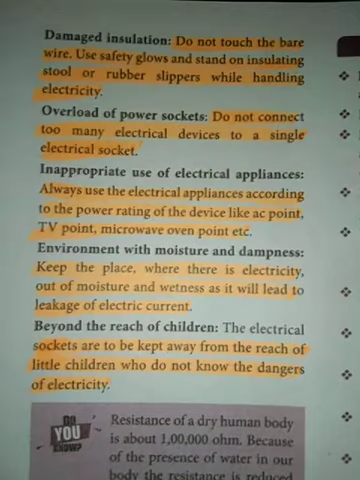 Damaged insulation: Do not touch the bare
wire. Use safety glows and stand on insulating
stool or rubber slippers while handling
electricity.
Overload of power sockets: Do not connect
too many electrical devices to a single
electrical socket.
Inappropriate use of electrical appliances:
Always use the electrical appliances according
to the power rating of the device like ac point,
TV point, microwave oven point etc.
Environment with moisture and dampness:
Keep the place, where there is electricity,
out of moisture and wetness as it will lead to
leakage of electric current.
Beyond the reach of children: The electrical
sockets are to be kept away from the reach of
little children who do not know the dangers
of electricity.
DO
YOU
KNOW?
Resistance of a dry human body
is about 1,00,000 ohm. Because
of the presence of water in our
body the resistance is reduced